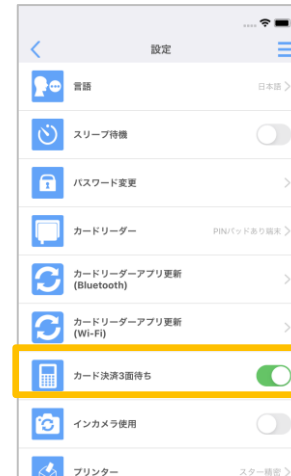 設定
言語 日本語
スリープ待機
パスワード変更
カードリーダー PINパッドあり端末
カードリーダーアプリ更新
(Bluetooth)
カードリーダーアプリ更新
(Wi-Fi)
カード決済3面待ち
インカメラ使用
プリンター スター精密